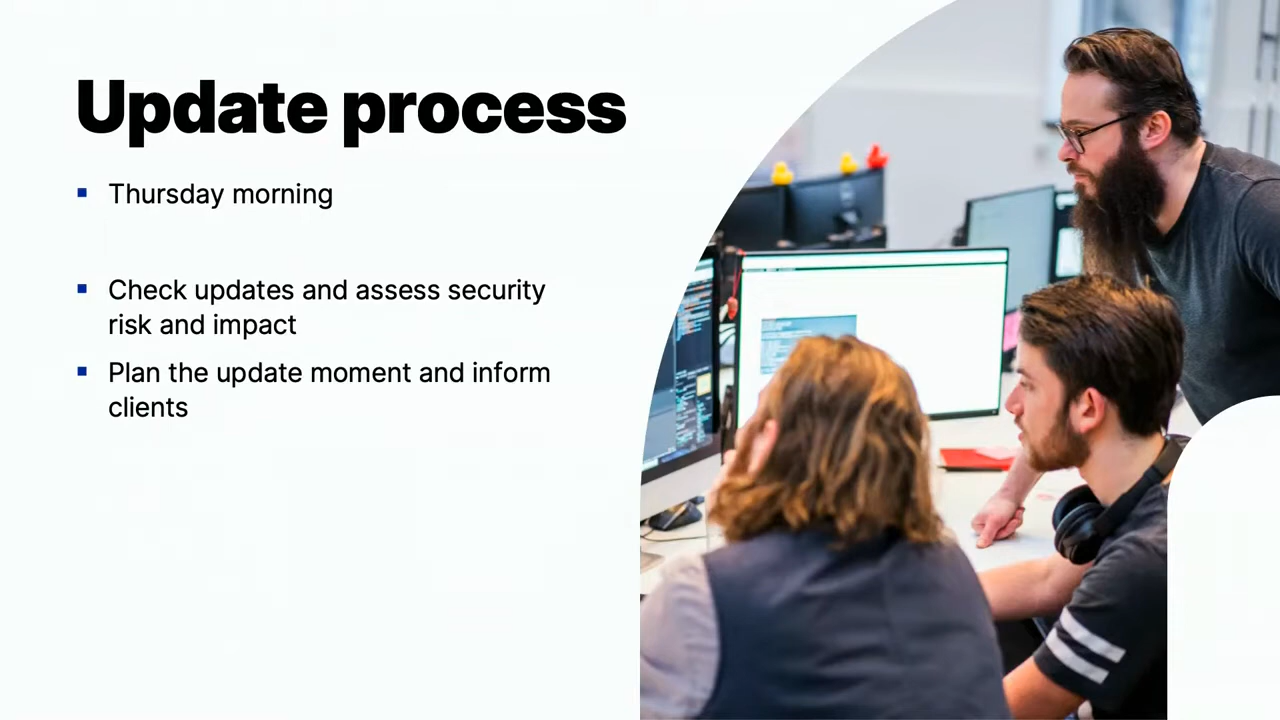 Update process
Thursday morning
Check updates and assess security
risk and impact
Plan the update moment and inform
clients